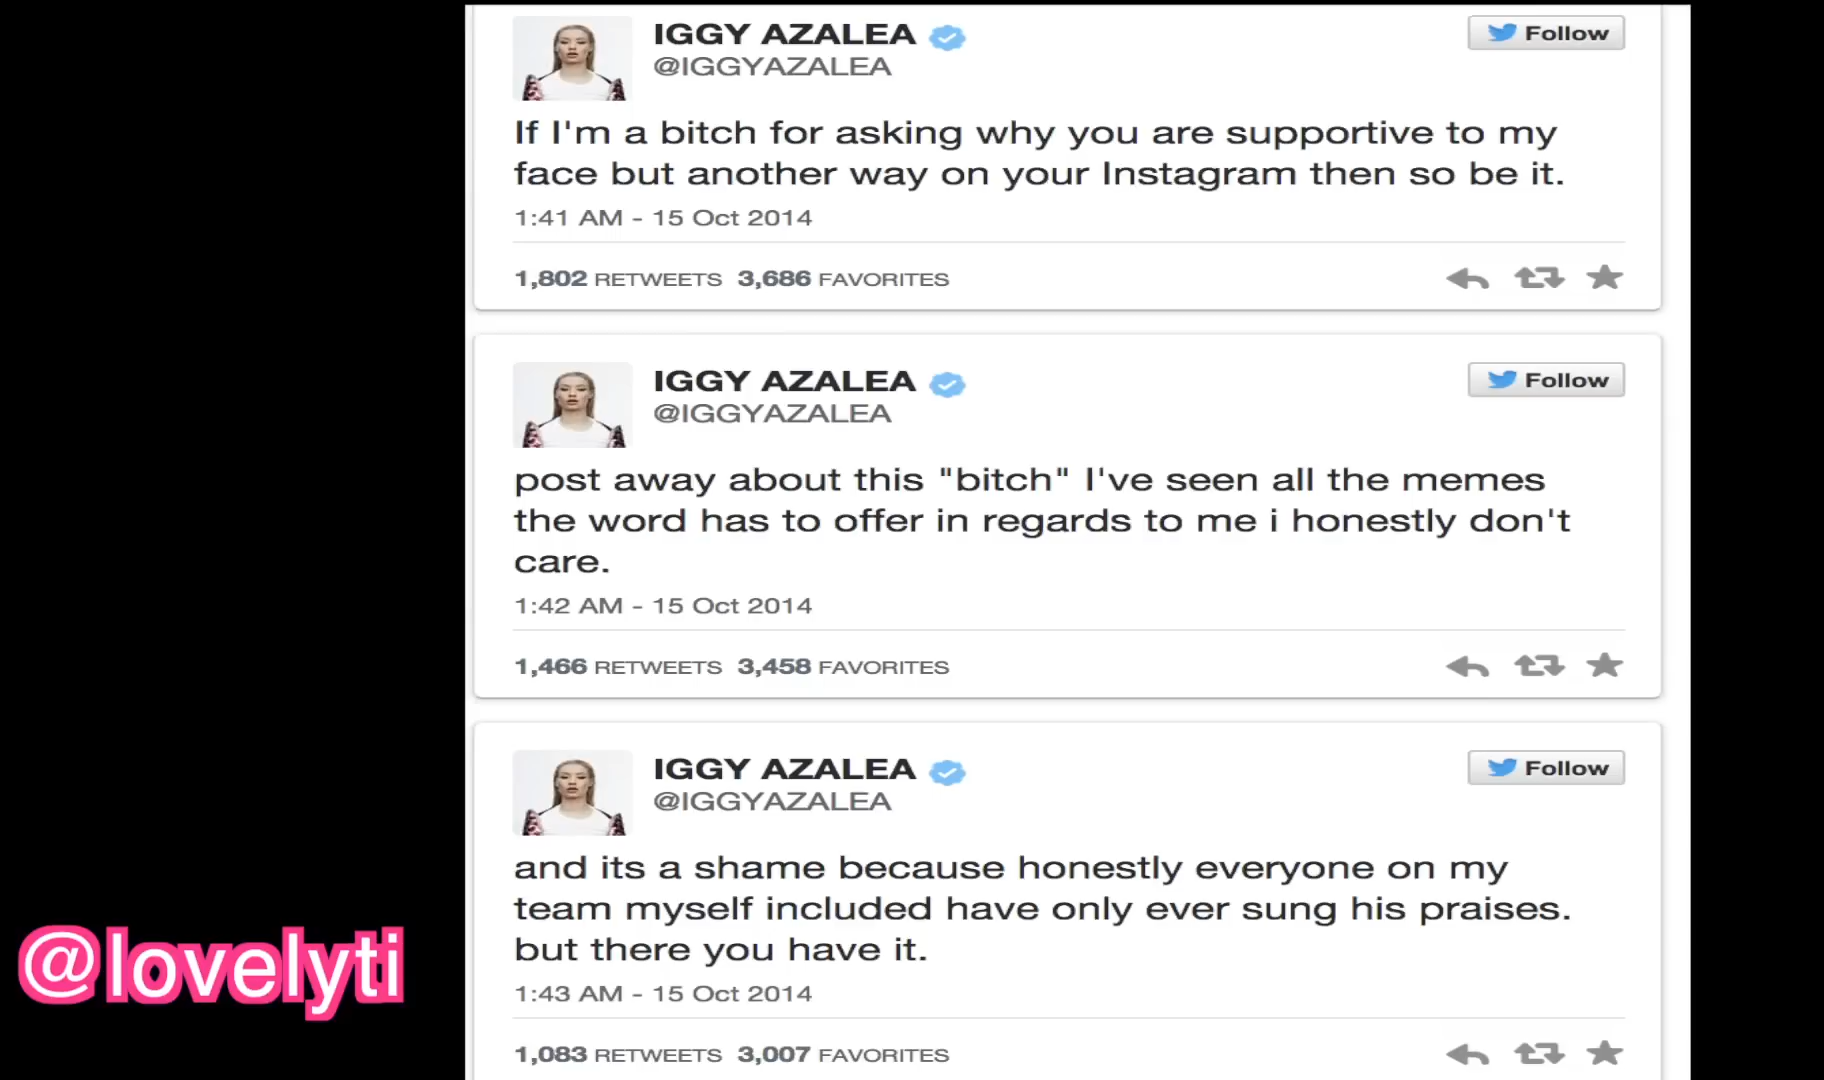 IGGY AZALEA
Follow
@IGGYAZALEA
If I'm a bitch for asking why you are supportive to my
face but another way on your Instagram then so be it.
1:41 AM - 15 Oct 2014
1,802 RETWEETS 3,686 FAVORITES
IGGY AZALEA
Follow
@IGGYAZALEA
post away about this "bitch" I've seen all the memes
the word has to offer in regards to me i honestly don't
care.
1:42 AM - 15 Oct 2014
1,466 RETWEETS 3,458 FAVORITES
IGGY AZALEA
Follow
@IGGYAZALEA
and its a shame because honestly everyone on my
team myself included have only ever sung his praises.
but there you have it.
1:43 AM - 15 Oct 2014
1,083 RETWEETS 3,007 FAVORITES
@lovelyti